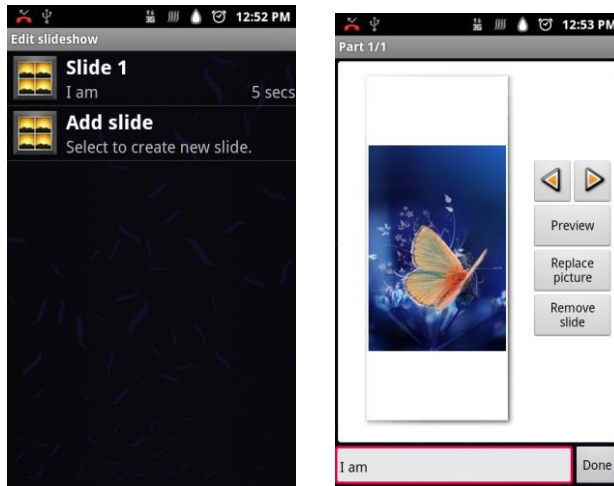 12:52 PM
Edit slideshow
Slide 1
I am 5 secs
Add slide
Select to create new slide.
3G 12:53 PM
Part 1/1
Preview
Replace
picture
Remove
slide
I am
Done